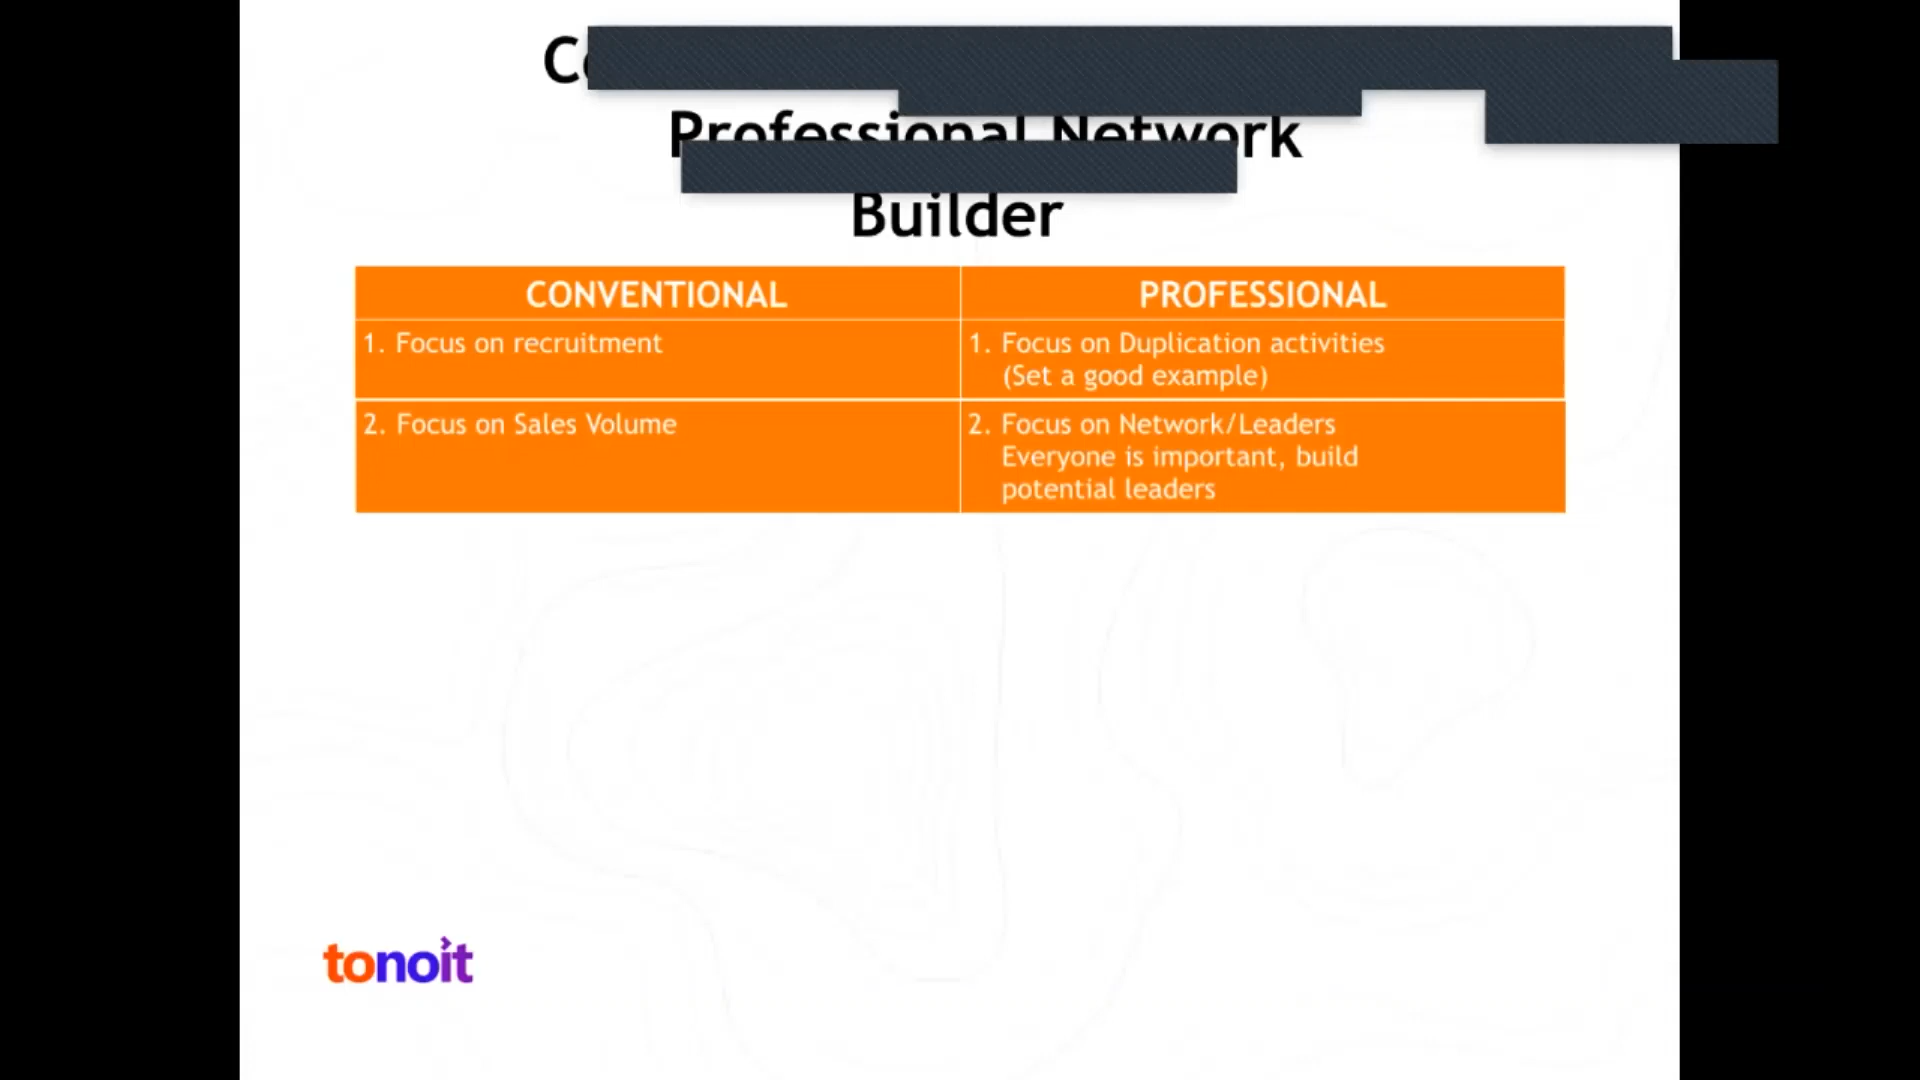 Professional Network
Builder
CONVENTIONAL
PROFESSIONAL
1. Focus on recruitment
1. Focus on Duplication activities
(Set a good example)
2. Focus on Sales Volume
2. Focus on Network/Leaders
Everyone is important, build
potential leaders
tonoit